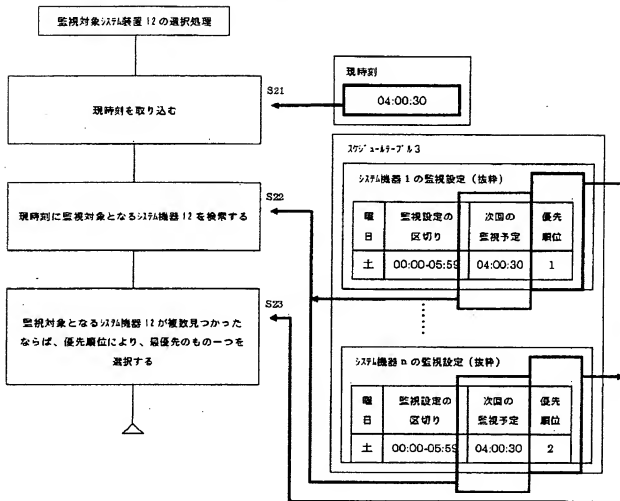 監視対象システム装置12の選択処理
S21
現時刻を取り込む
現時刻
04:00:30
S22
現時刻に監視対象となるシステム機器12を検索する
S23
監視対象となるシステム機器12が複数見つかった
ならば、優先順位により、最優先のもの一つを
選択する
スケジュールテーブル3
システム機器1の監視設定（抜粋）
曜日 監視設定の区切り 次回の監視予定 優先順位
土 00:00-05:59 04:00:30 1
システム機器nの監視設定（抜粋）
曜日 監視設定の区切り 次回の監視予定 優先順位
土 00:00-05:59 04:00:30 2